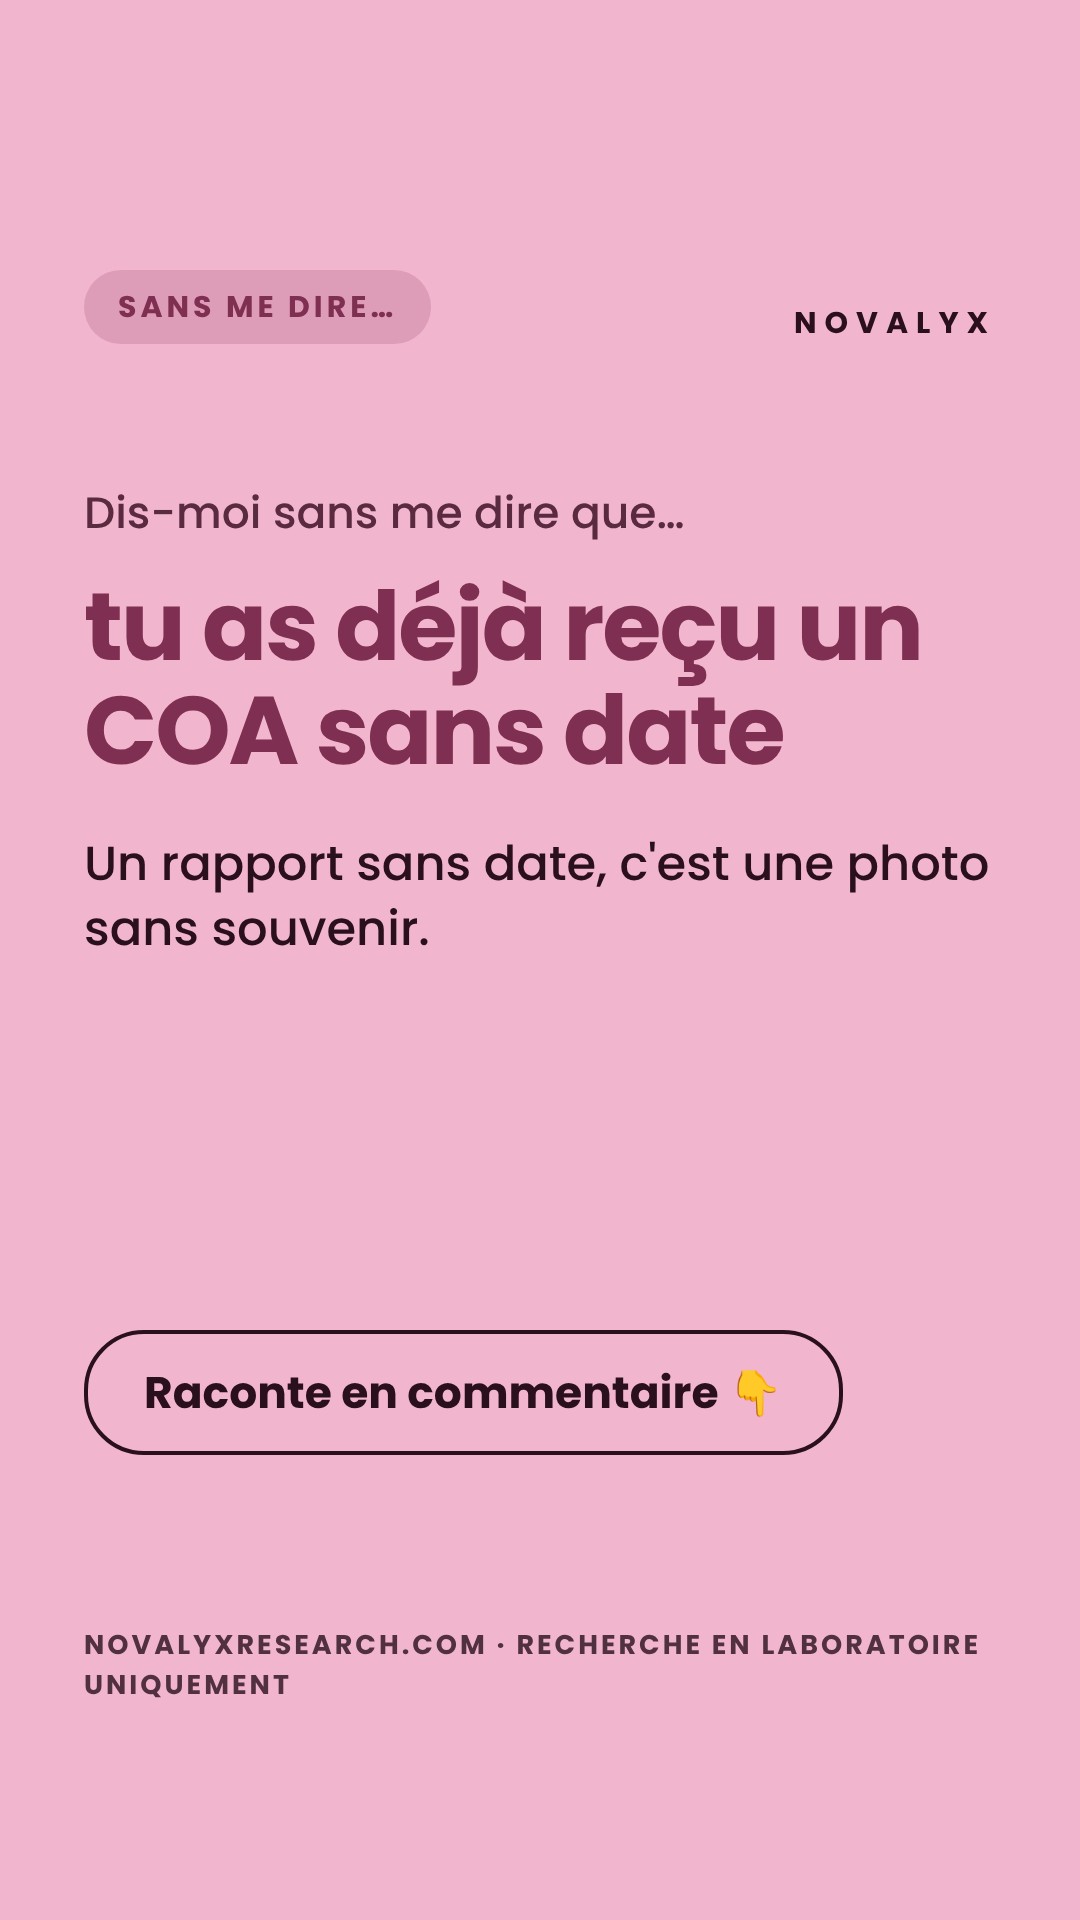 SANS ME DIRE…
NOVALYX
Dis-moi sans me dire que…
tu as déjà reçu un
COA sans date
Un rapport sans date, c'est une photo
sans souvenir.
Raconte en commentaire 👇
NOVALYXRESEARCH.COM · RECHERCHE EN LABORATOIRE
UNIQUEMENT